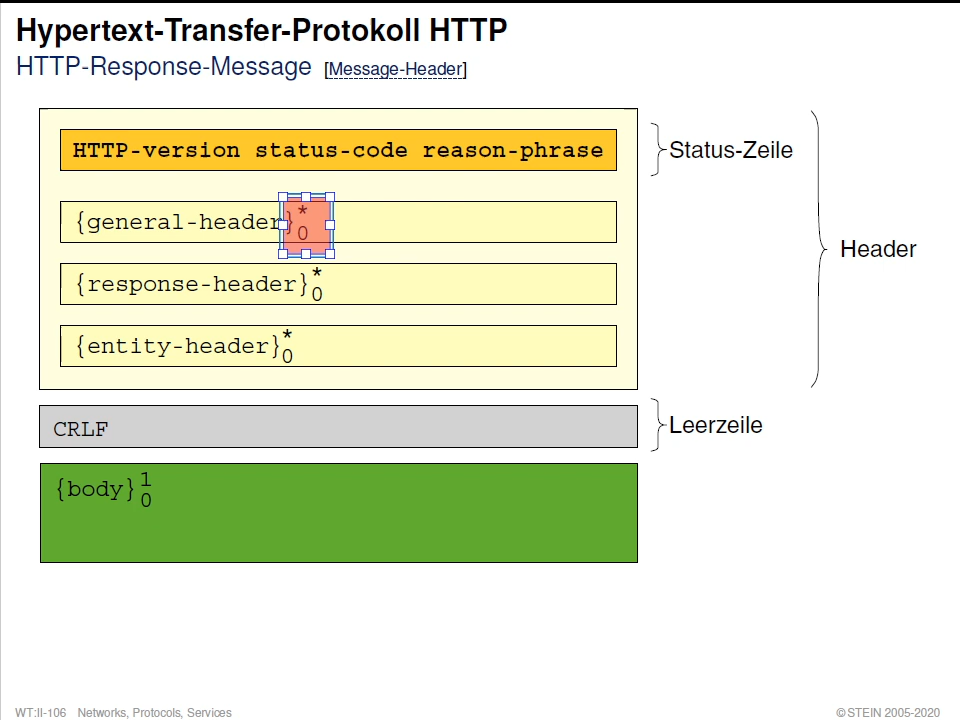 Hypertext-Transfer-Protokoll HTTP
HTTP-Response-Message [Message-Header]
HTTP-version status-code reason-phrase
Status-Zeile
{general-header}*0
Header
{response-header}*0
{entity-header}*0
CRLF
Leerzeile
{body}10
WT:II-106 Networks, Protocols, Services
©STEIN 2005-2020